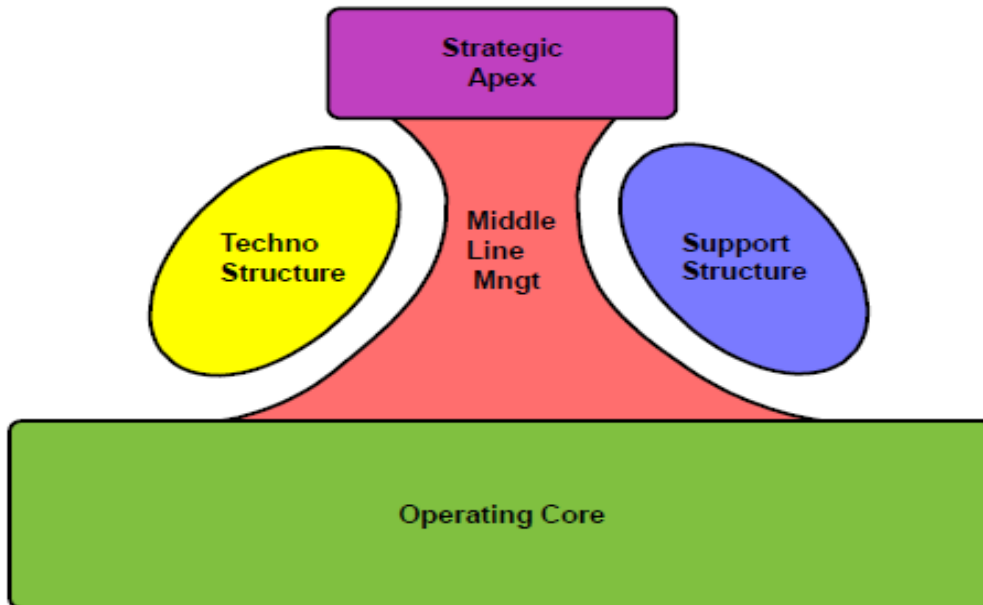 Strategic
Apex
Techno
Structure
Middle
Line
Mngt
Support
Structure
Operating Core